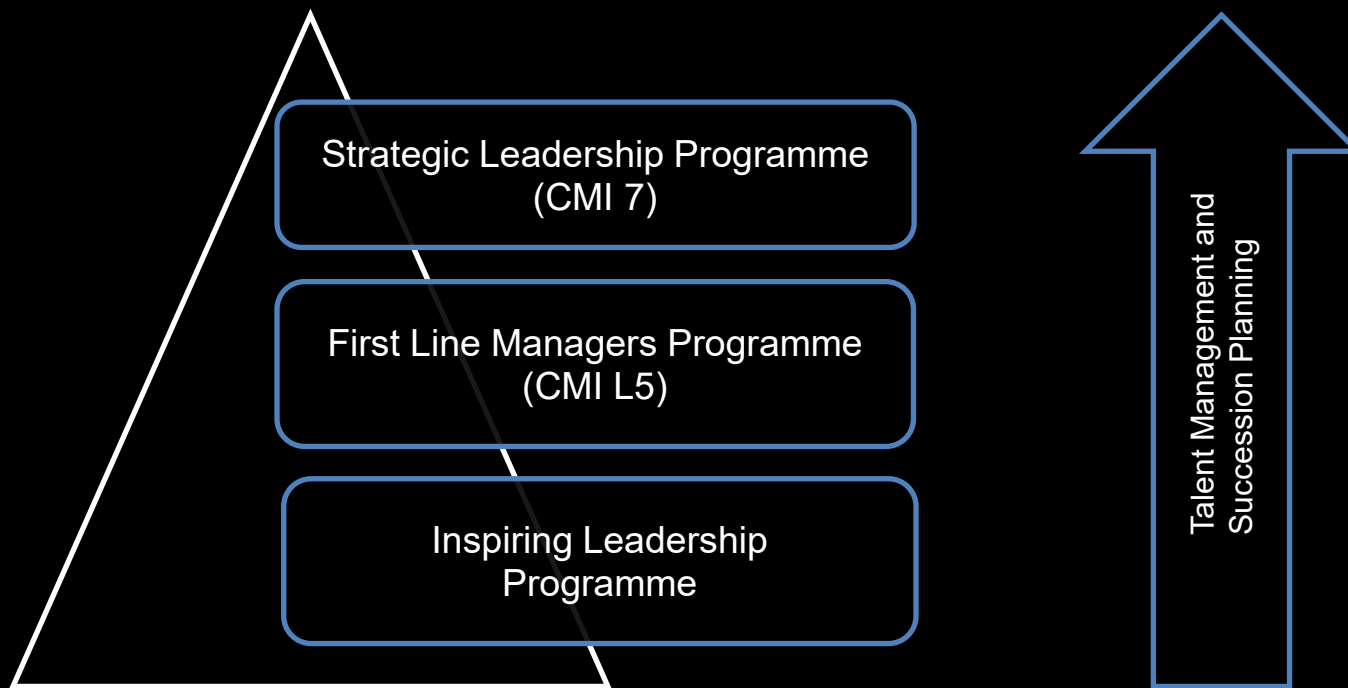 Strategic Leadership Programme
(CMI 7)
First Line Managers Programme
(CMI L5)
Inspiring Leadership
Programme
Talent Management and
Succession Planning